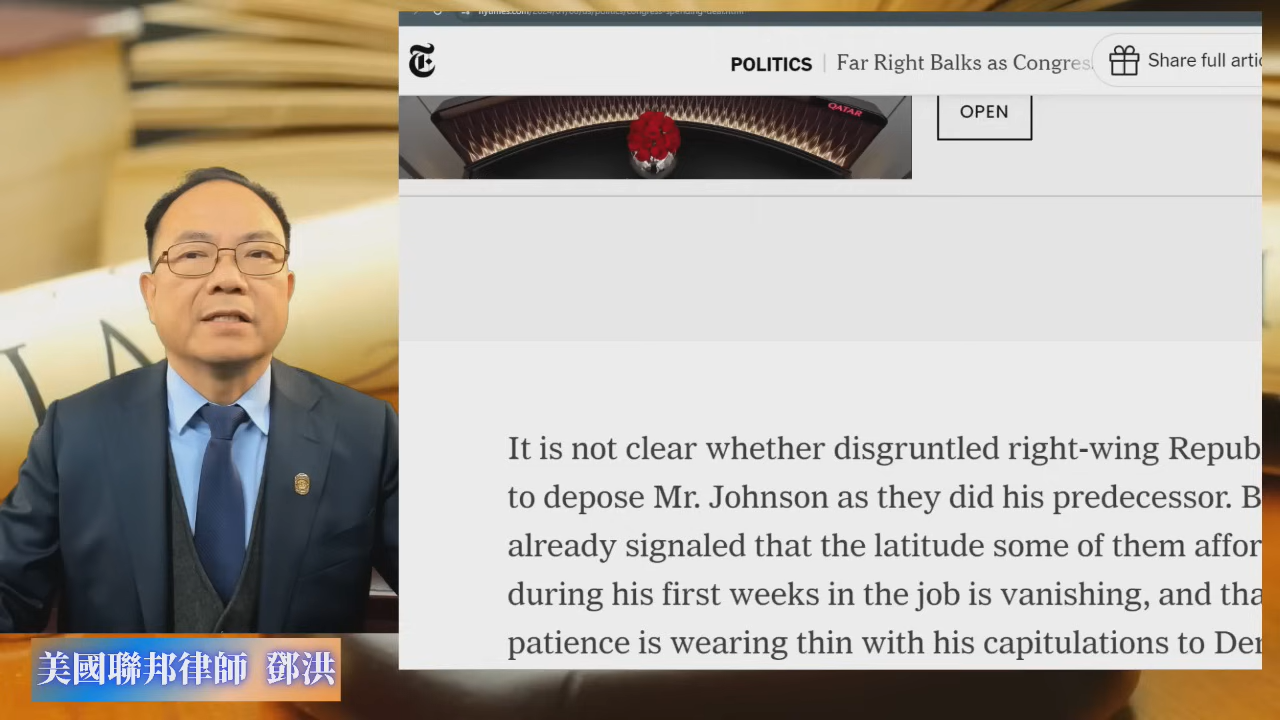 POLITICS | Far Right Balks as Congres
Share full artic
QATAR
OPEN
It is not clear whether disgruntled right-wing Repub
to depose Mr. Johnson as they did his predecessor. B
already signaled that the latitude some of them affor
during his first weeks in the job is vanishing, and tha
patience is wearing thin with his capitulations to Der
美國聯邦律師 鄧洪